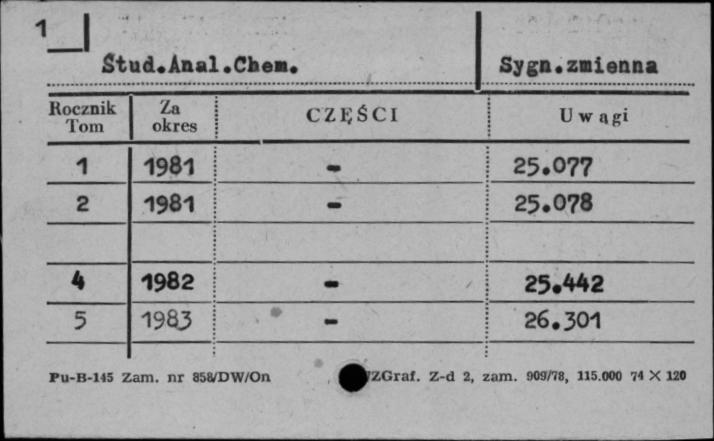 1
Stud.Anal.Chem. Sygn.zmienna
Rocznik Tom Za okres CZĘŚCI Uwagi
1 1981 - 25.077
2 1981 - 25.078
4 1982 - 25.442
5 1983 - 26.301
Pu-B-145 Zam. nr 858/DW/On ZGraf. Z-d 2, zam. 909/78, 115.000 74 X 120